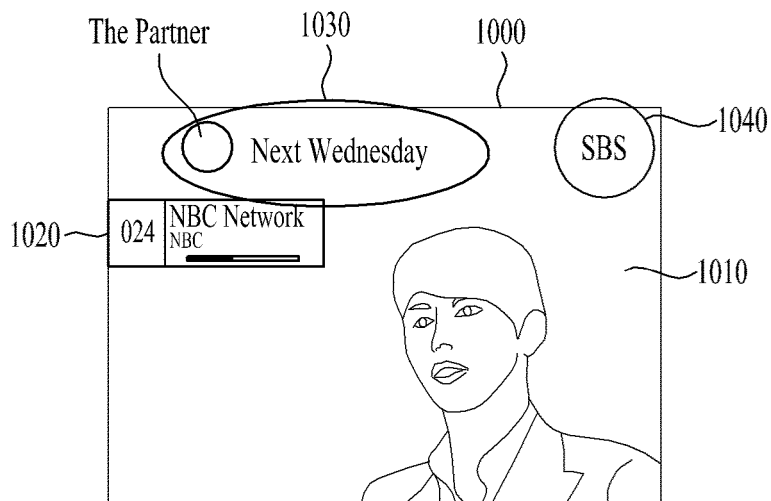 The Partner
1030
1000
1040
Next Wednesday
SBS
1020
024
NBC Network
NBC
1010